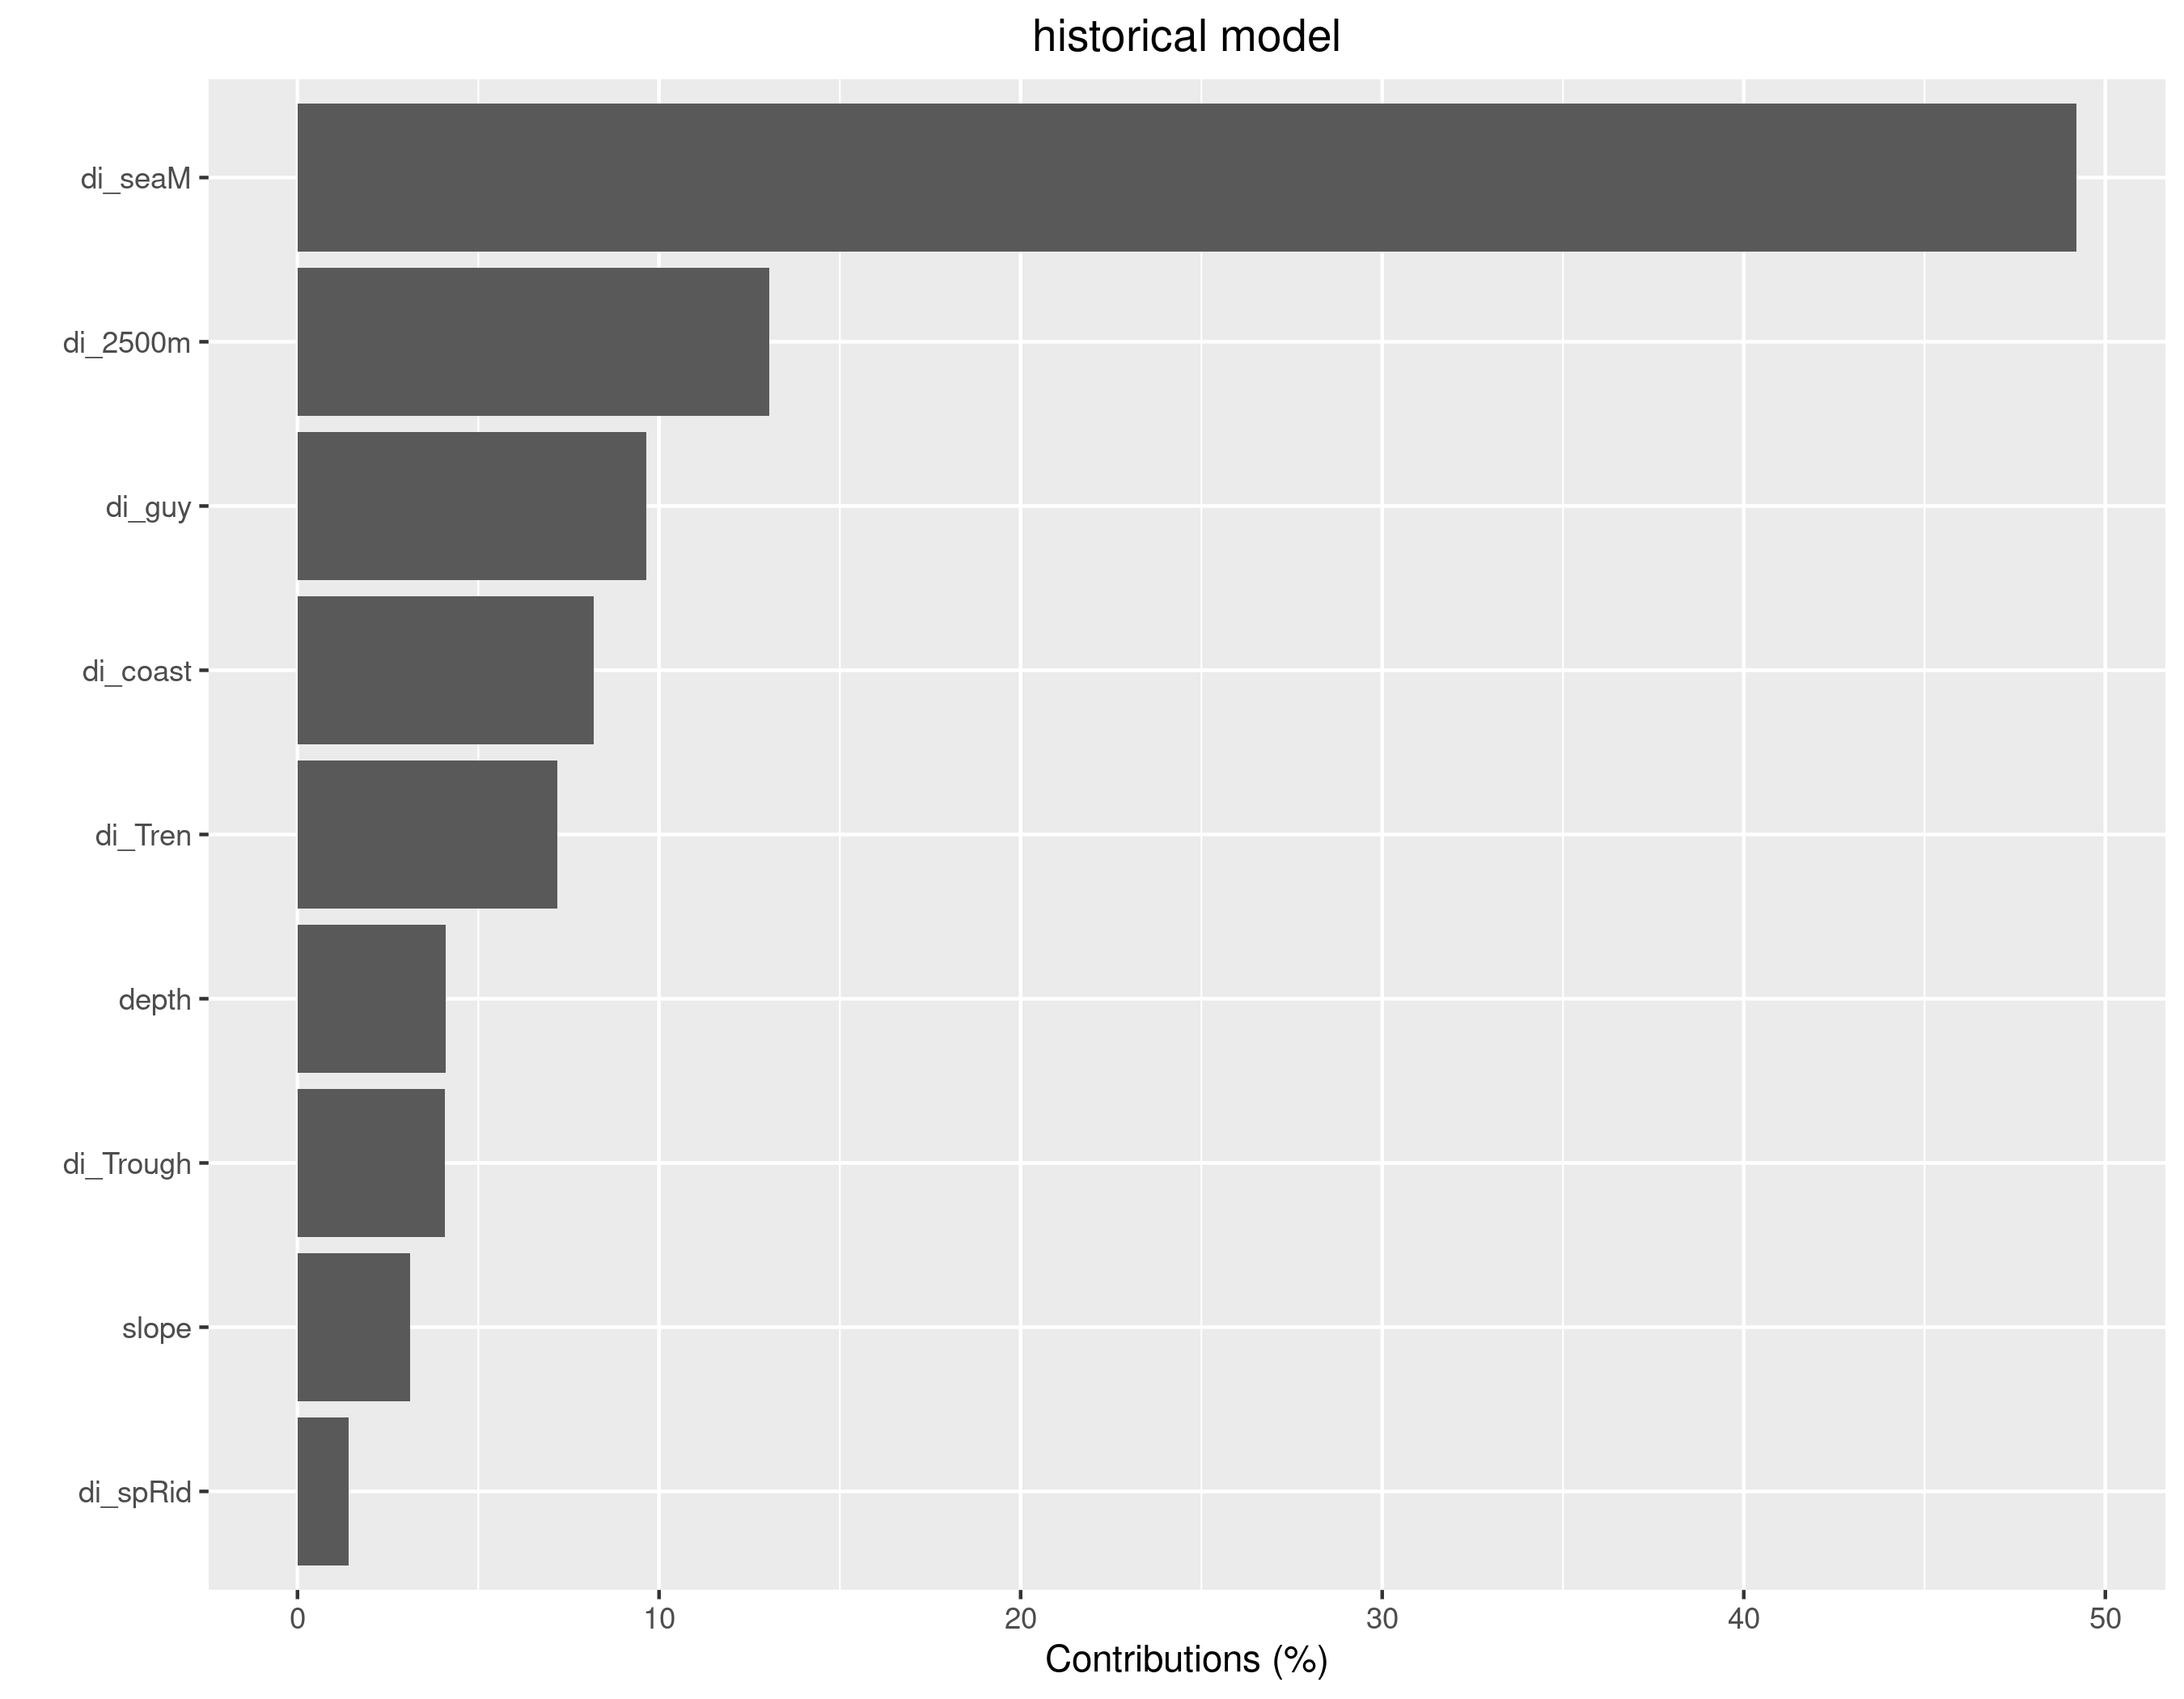 historical model
di_seaM
di_2500m
di_guy
di_coast
di_Tren
depth
di_Trough
slope
di_spRid
0 10 20 30 40 50
Contributions (%)